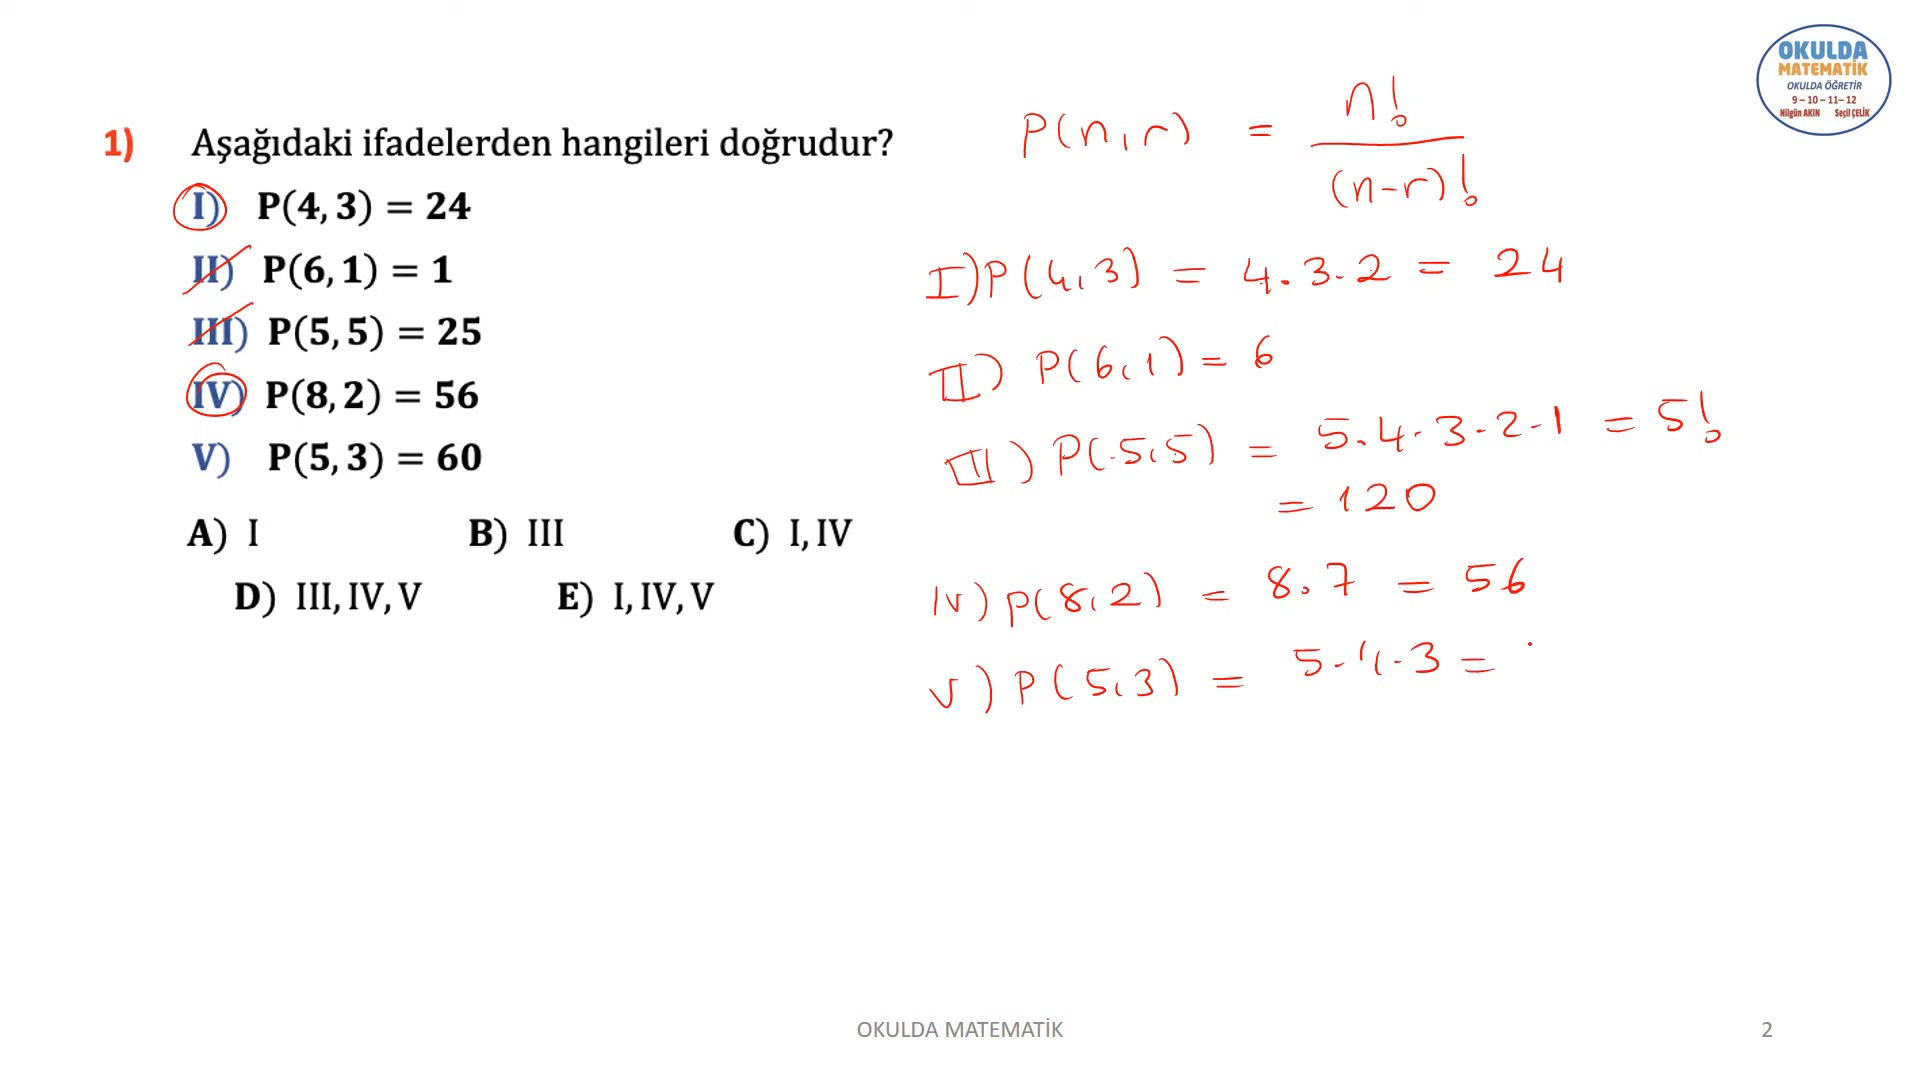 OKULDA
MATEMATİK
OKULDA ÖĞRETİR
9 – 10 – 11– 12
Nilgün AKIN Seçil ÇELİK
1) Aşağıdaki ifadelerden hangileri doğrudur?
I) P(4, 3) = 24
II) P(6, 1) = 1
III) P(5, 5) = 25
IV) P(8, 2) = 56
V) P(5, 3) = 60
A) I B) III C) I, IV
D) III, IV, V E) I, IV, V
P(n,r) = n! / (n-r)!
I) P(4,3) = 4.3.2 = 24
II) P(6,1) = 6
III) P(5,5) = 5.4.3.2.1 = 5!
= 120
IV) P(8,2) = 8.7 = 56
V) P(5,3) = 5.4.3 =
OKULDA MATEMATİK
2